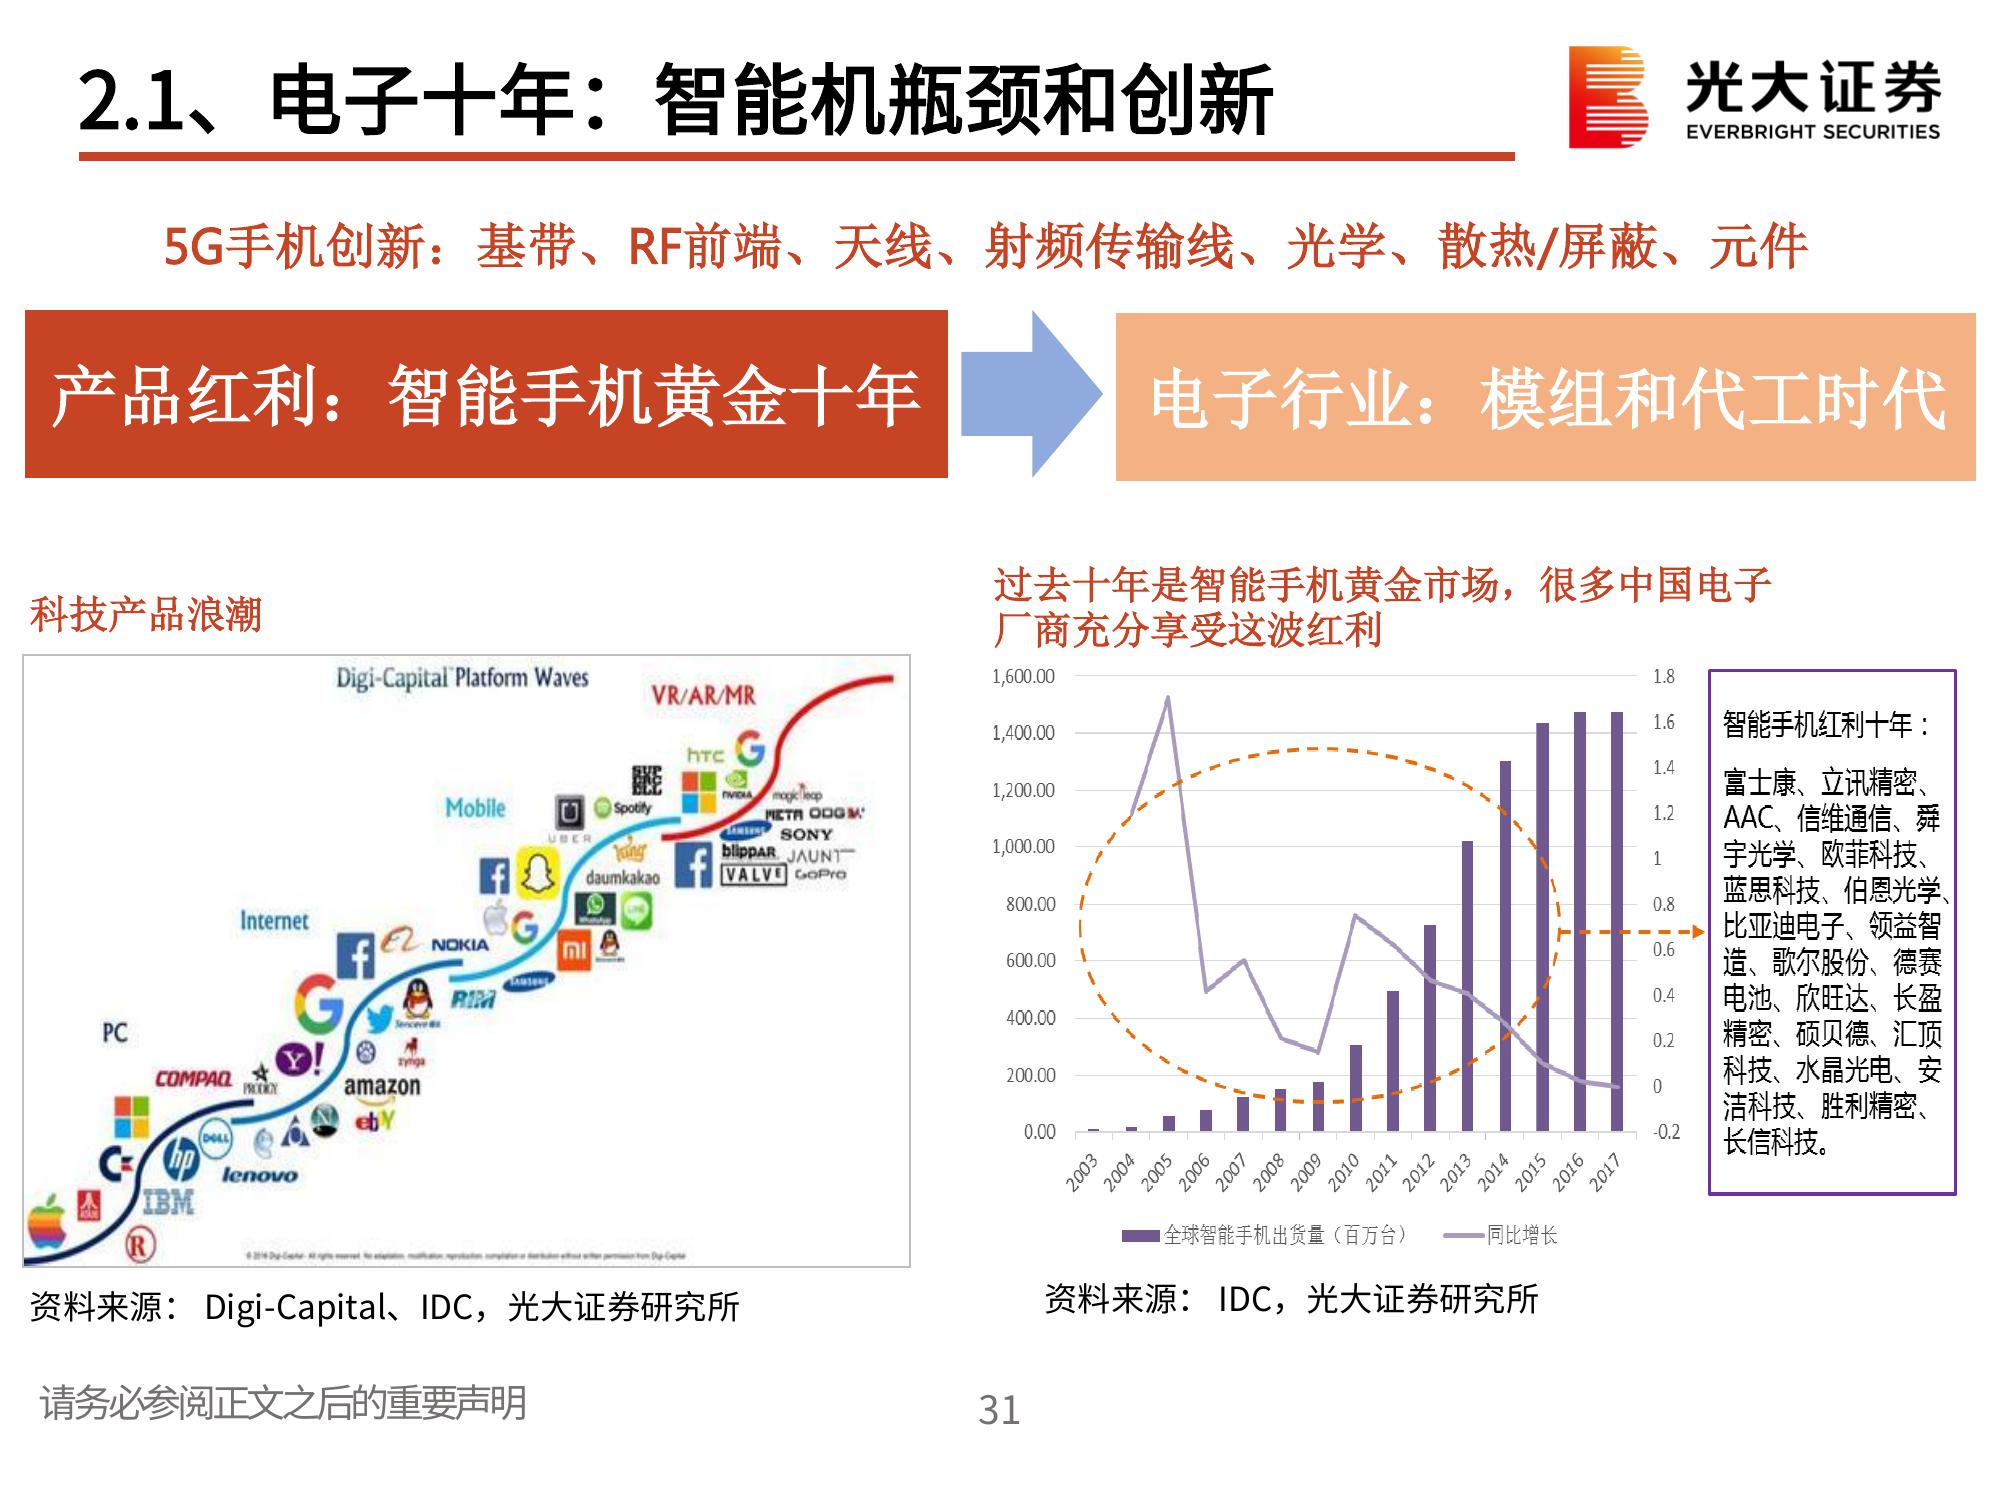 2.1、电子十年：智能机瓶颈和创新
光大证券
EVERBRIGHT SECURITIES
5G手机创新：基带、RF前端、天线、射频传输线、光学、散热/屏蔽、元件
产品红利：智能手机黄金十年
电子行业：模组和代工时代
科技产品浪潮
Digi-Capital Platform Waves
VR/AR/MR
htc
nVIDIA
magic leap
META ODG
SAMSUNG
SONY
blippAR
JAUNT
VALVE
GoPro
Mobile
SUPERCELL
UBER
Spotify
King
daumkakao
WhatsApp
LINE
mi
NOKIA
SAMSUNG
RIM
Internet
Y!
zynga
amazon
ebY
PC
COMPAQ
PRODIGY
DELL
hp
lenovo
IBM
ATARI
R
资料来源： Digi-Capital、IDC，光大证券研究所
过去十年是智能手机黄金市场，很多中国电子
厂商充分享受这波红利
1,600.00
1,400.00
1,200.00
1,000.00
800.00
600.00
400.00
200.00
0.00
1.8
1.6
1.4
1.2
1
0.8
0.6
0.4
0.2
0
-0.2
2003
2004
2005
2006
2007
2008
2009
2010
2011
2012
2013
2014
2015
2016
2017
全球智能手机出货量（百万台）
同比增长
智能手机红利十年：
富士康、立讯精密、
AAC、信维通信、舜
宇光学、欧菲科技、
蓝思科技、伯恩光学、
比亚迪电子、领益智
造、歌尔股份、德赛
电池、欣旺达、长盈
精密、硕贝德、汇顶
科技、水晶光电、安
洁科技、胜利精密、
长信科技。
资料来源： IDC，光大证券研究所
请务必参阅正文之后的重要声明
31